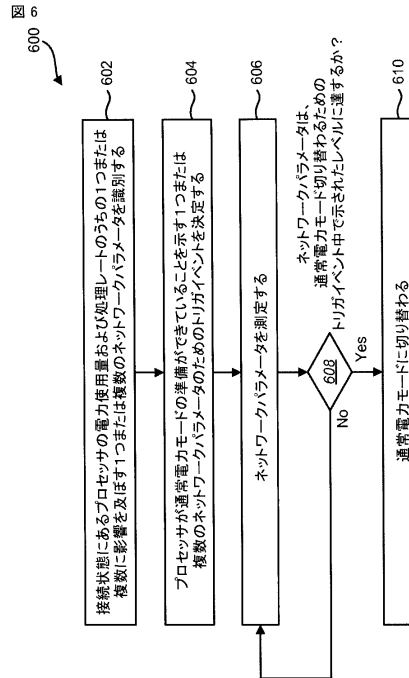 図 6
600
接続状態にあるプロセッサの電力使用量および処理レートのうちの1つまたは
複数に影響を及ぼす1つまたは複数のネットワークパラメータを識別する
602
プロセッサが通常電力モードの準備ができていることを示す1つまたは
複数のネットワークパラメータのためのトリガイベントを決定する
604
ネットワークパラメータを測定する
606
ネットワークパラメータは、
通常電力モード切り替わるための
トリガイベント中で示されたレベルに達するか?
608
No
Yes
通常電力モードに切り替わる
610